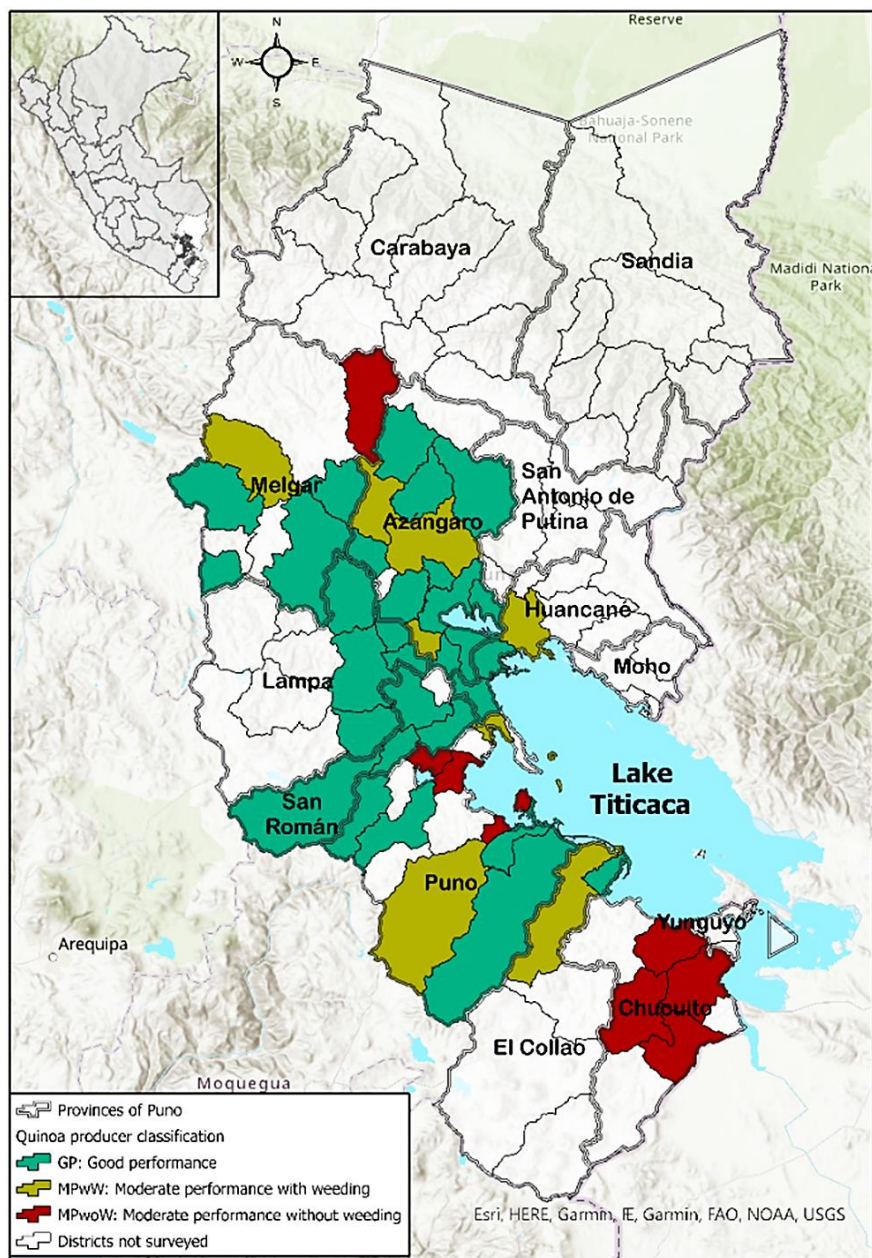 Reserve
N
W
E
S
Bahuaja-Sonene
National Park
Carabaya
Sandia
Madidi National
Park
San
Antonio de
Putina
Melgar
Azángaro
Huancané
Moho
Lampa
Lake
Titicaca
San
Román
Puno
Yunguyo
Arequipa
Chucuito
El Collao
Moquegua
Provinces of Puno
Quinoa producer classification
GP: Good performance
MPwW: Moderate performance with weeding
MPwoW: Moderate performance without weeding
Districts not surveyed
Esri, HERE, Garmin, IE, Garmin, FAO, NOAA, USGS